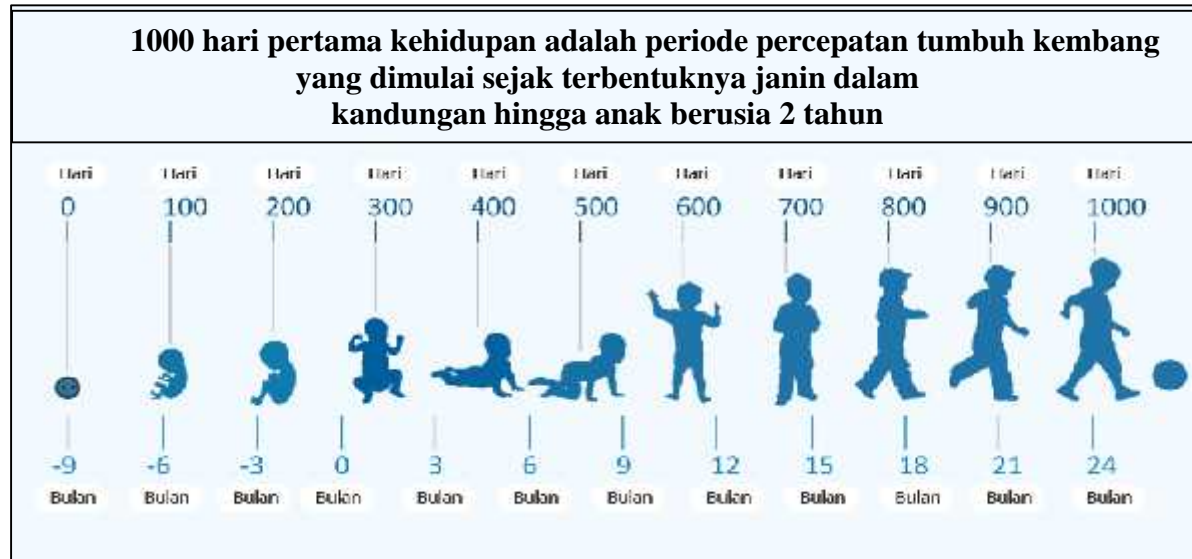 1000 hari pertama kehidupan adalah periode percepatan tumbuh kembang
yang dimulai sejak terbentuknya janin dalam
kandungan hingga anak berusia 2 tahun
Hari Hari Hari Hari Hari Hari Hari Hari Hari Hari Hari
0 100 200 300 400 500 600 700 800 900 1000
-9 -6 -3 0 3 6 9 12 15 18 21 24
Bulan Bulan Bulan Bulan Bulan Bulan Bulan Bulan Bulan Bulan Bulan Bulan